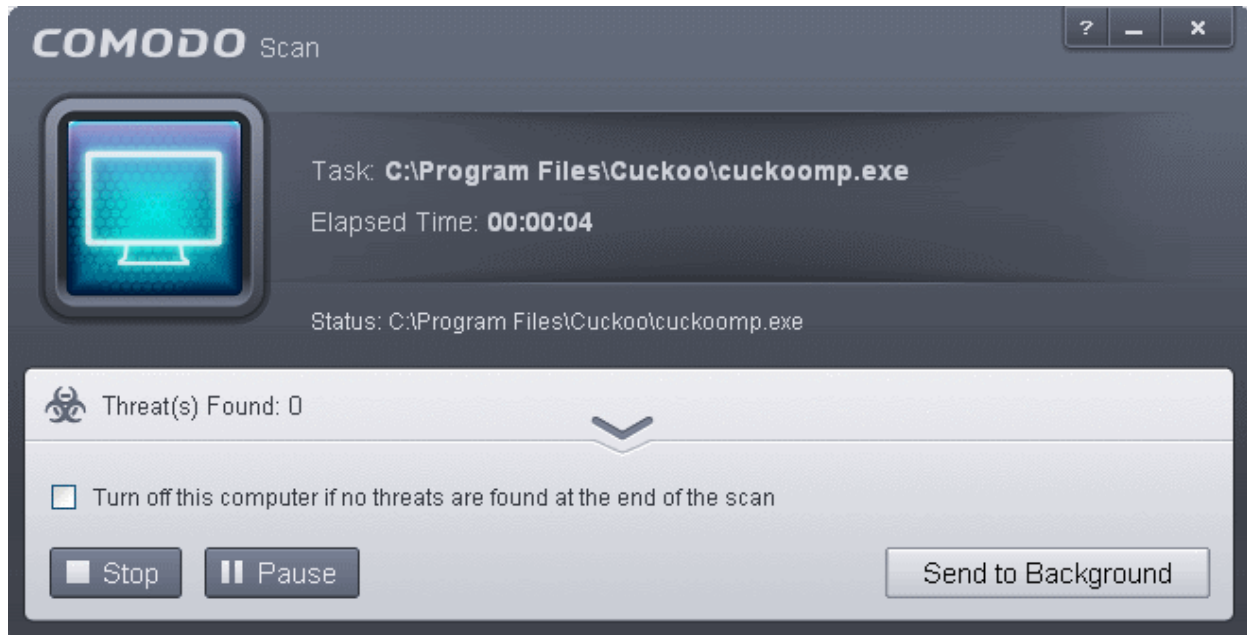 COMODO Scan
?
Task: C:\Program Files\Cuckoo\cuckoomp.exe
Elapsed Time: 00:00:04
Status: C:\Program Files\Cuckoo\cuckoomp.exe
Threat(s) Found: 0
Turn off this computer if no threats are found at the end of the scan
Stop
Pause
Send to Background